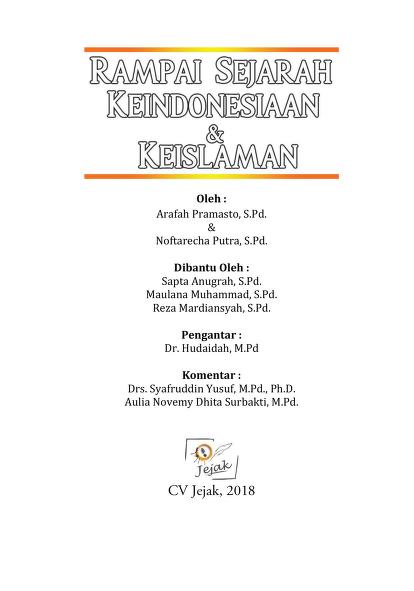 RAMPAI SEJARAH
KEINDONESIAAN
&
KEISLAMAN
Oleh :
Arafah Pramasto, S.Pd.
&
Noftarecha Putra, S.Pd.
Dibantu Oleh :
Sapta Anugrah, S.Pd.
Maulana Muhammad, S.Pd.
Reza Mardiansyah, S.Pd.
Pengantar :
Dr. Hudaidah, M.Pd
Komentar :
Drs. Syafruddin Yusuf, M.Pd., Ph.D.
Aulia Novemy Dhita Surbakti, M.Pd.
Jejak
CV Jejak, 2018